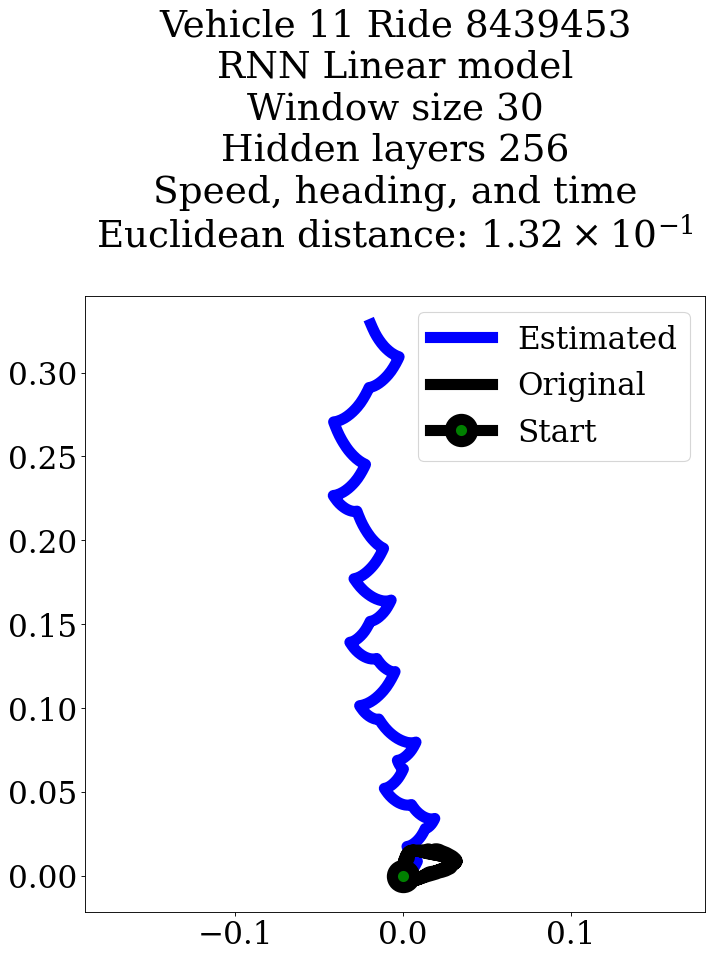 Vehicle 11 Ride 8439453
RNN Linear model
Window size 30
Hidden layers 256
Speed, heading, and time
Euclidean distance: 1.32 × 10⁻¹
Estimated
Original
Start
0.30
0.25
0.20
0.15
0.10
0.05
0.00
−0.1
0.0
0.1